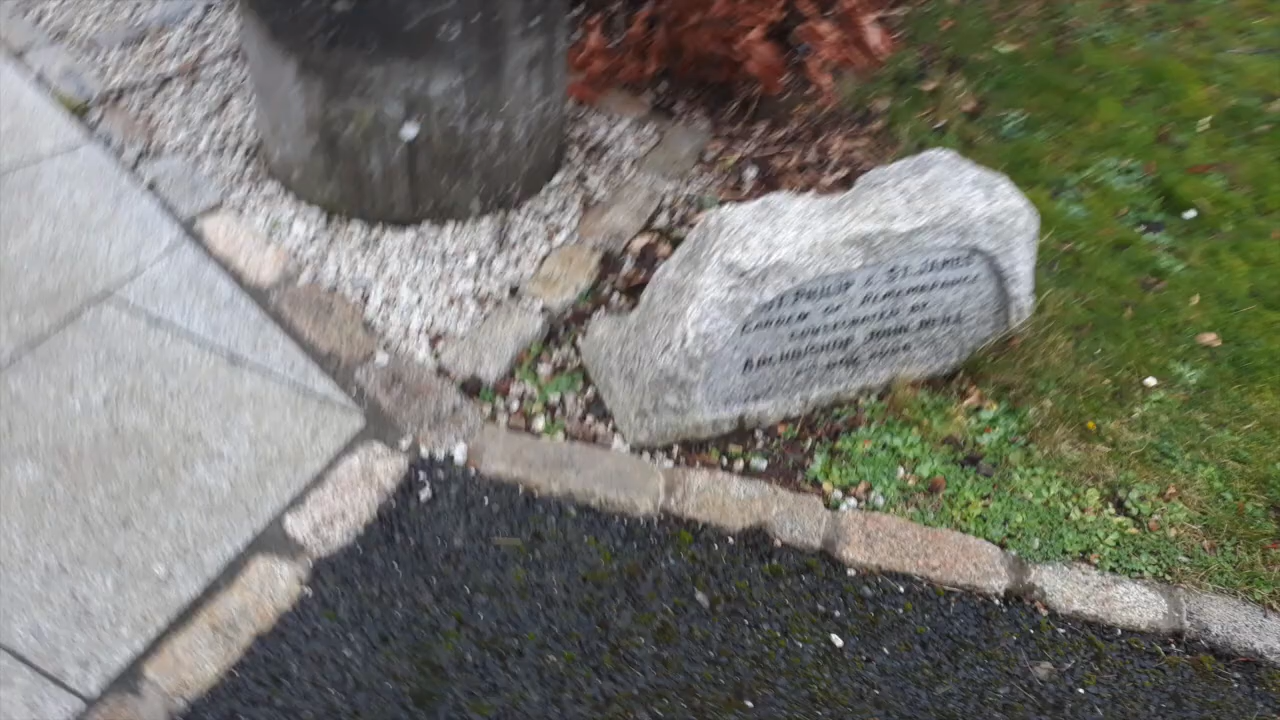 ST PHILIP ST. JAMES
GARDEN OF REMEMBRANCE
CONSECRATED BY
ARCHBISHOP JOHN NEILL